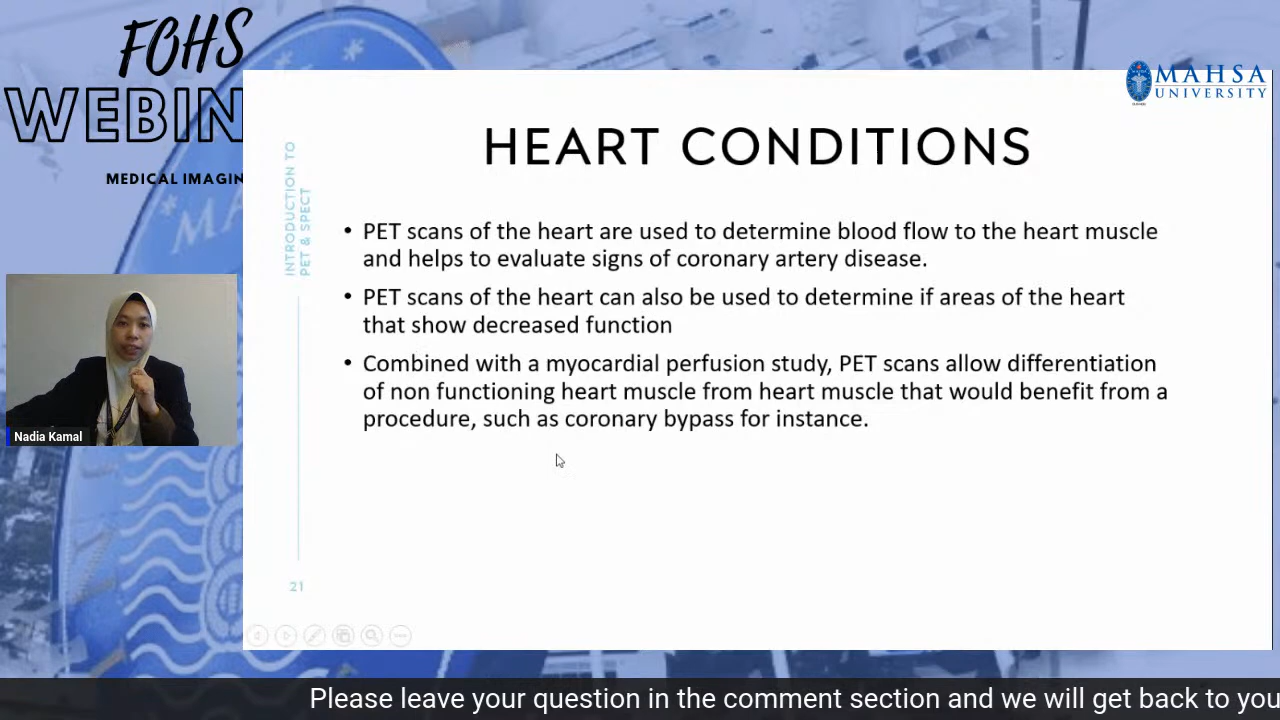 FOHS
WEBIN
MEDICAL IMAGIN
MAHSA
UNIVERSITY
INTRODUCTION TO
PET & SPECT
HEART CONDITIONS
• PET scans of the heart are used to determine blood flow to the heart muscle
and helps to evaluate signs of coronary artery disease.
• PET scans of the heart can also be used to determine if areas of the heart
that show decreased function
• Combined with a myocardial perfusion study, PET scans allow differentiation
of non functioning heart muscle from heart muscle that would benefit from a
procedure, such as coronary bypass for instance.
21
Nadia Kamal
Please leave your question in the comment section and we will get back to you